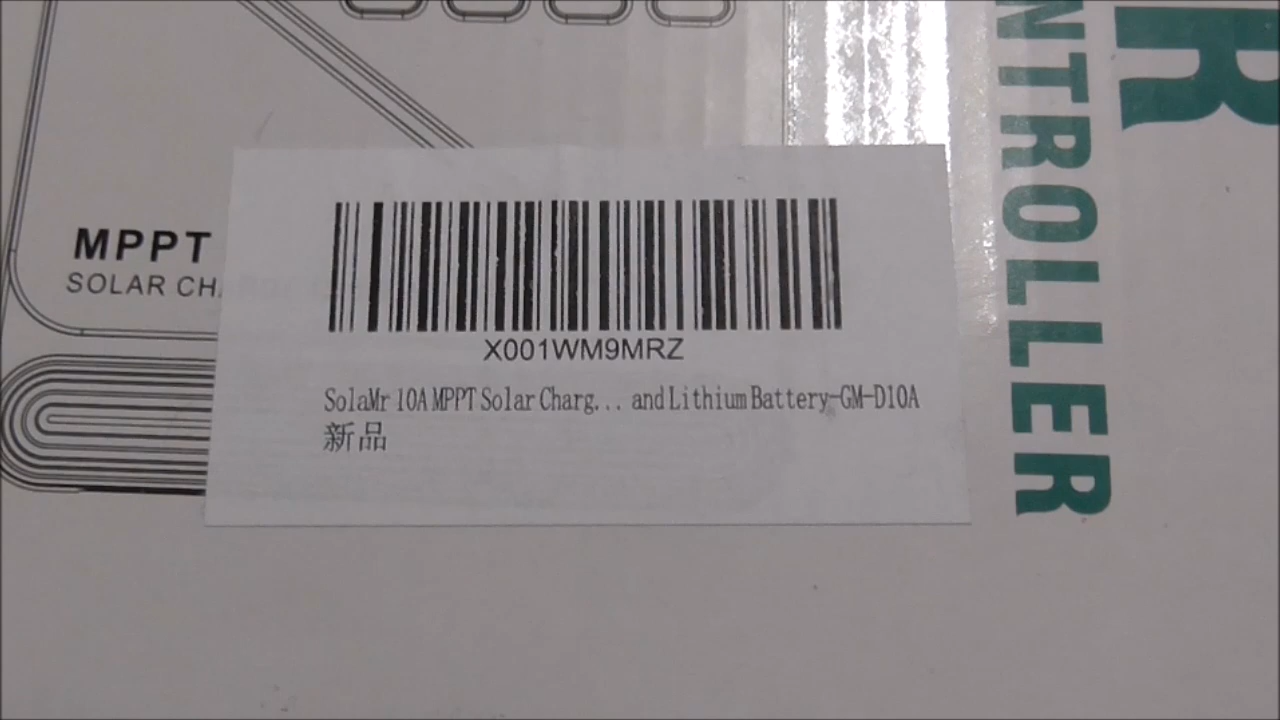 MPPT
SOLAR CH
X001WM9MRZ
SolaMr 10A MPPT Solar Charg... and Lithium Battery-GM-D10A
新品
NTROLLER
R